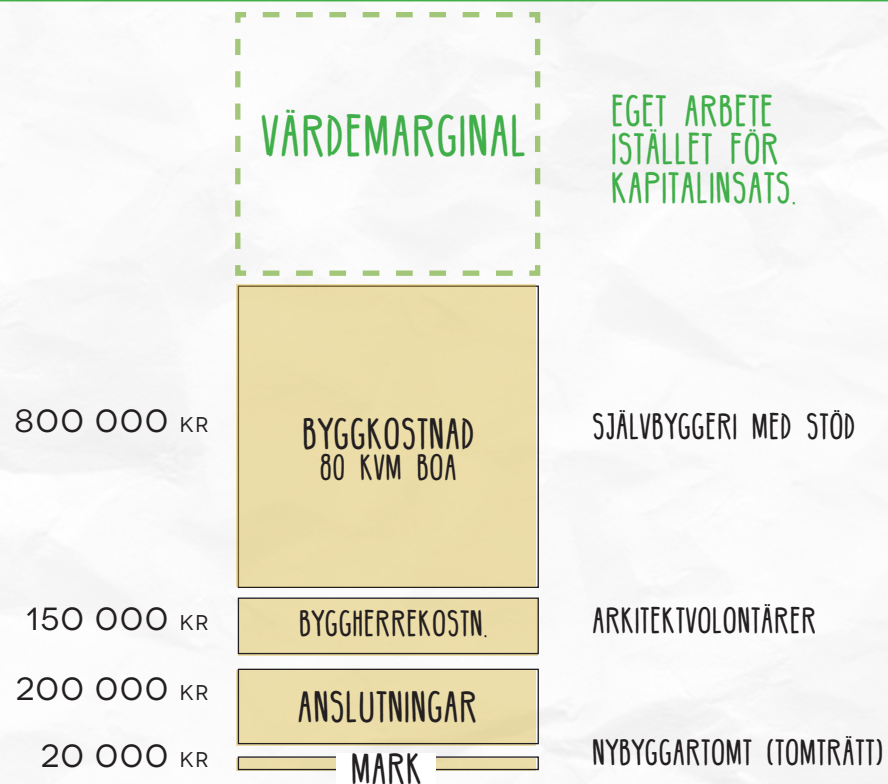 VÄRDEMARGINAL
EGET ARBETE
ISTÄLLET FÖR
KAPITALINSATS.
800 000 KR
BYGGKOSTNAD
80 KVM BOA
SJÄLVBYGGERI MED STÖD
150 000 KR
BYGGHERREKOSTN.
ARKITEKTVOLONTÄRER
200 000 KR
ANSLUTNINGAR
20 000 KR
MARK
NYBYGGARTOMT (TOMTRÄTT)